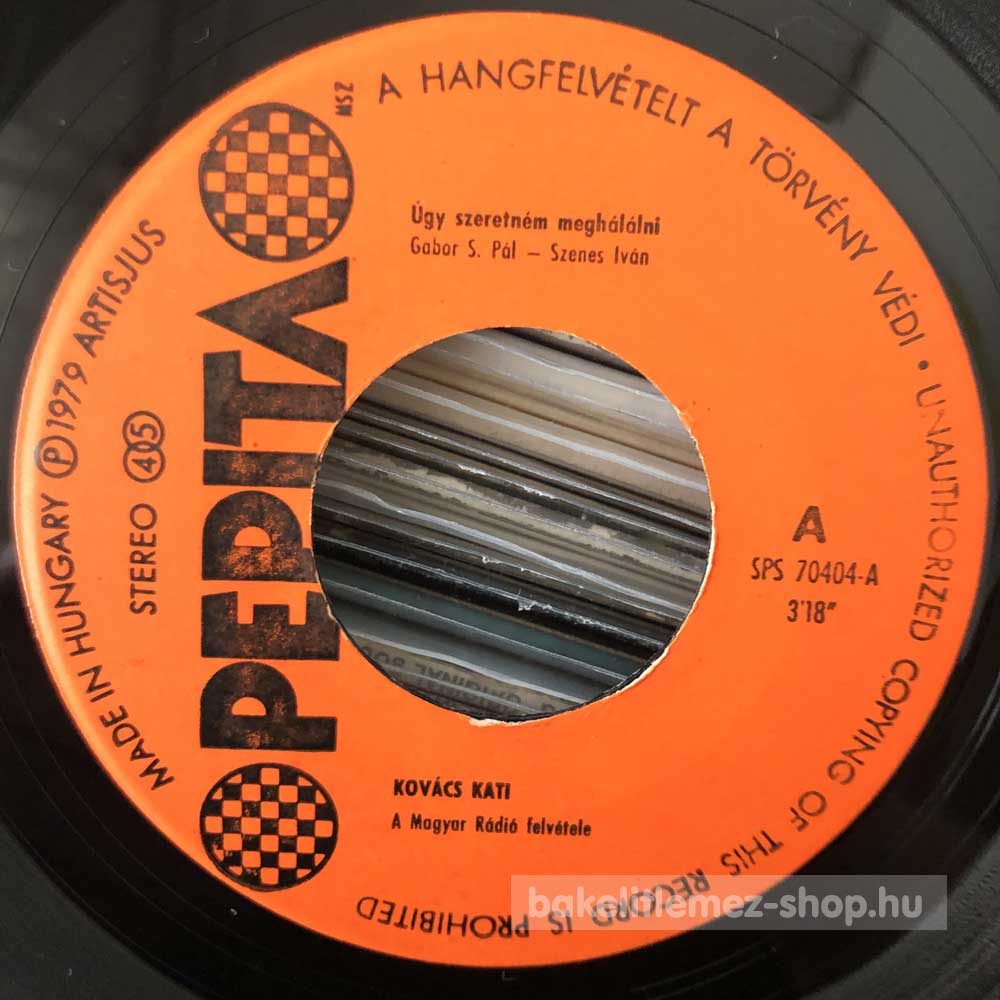 A HANGFELVÉTELT A TÖRVÉNY VÉDI • UNAUTHORIZED COPYING OF THIS RECORD IS PROHIBITED
MADE IN HUNGARY Ⓟ 1979 ARTISJUS
STEREO 45
PEPITA
MSZ
Úgy szeretném meghálálni
Gabor S. Pál – Szenes Iván
A
SPS 70404-A
3'18"
KOVÁCS KATI
A Magyar Rádió felvétele
bakelitlemez-shop.hu